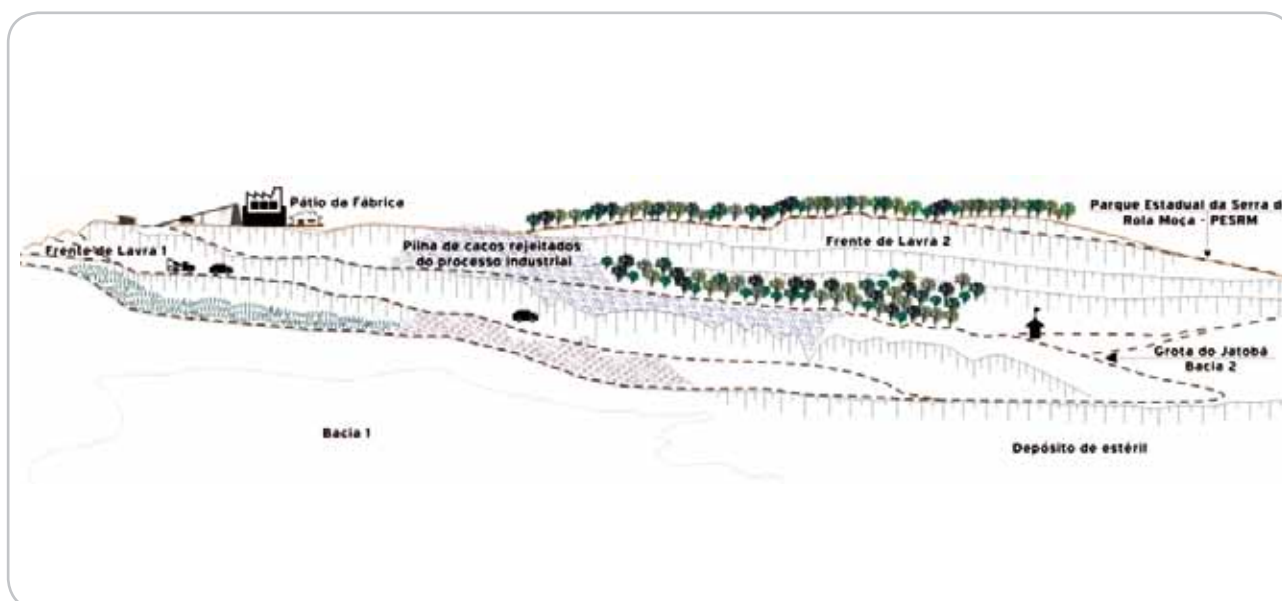 Pátio da Fábrica
Parque Estadual da Serra d
Rola Moça - PESRM
Frente de Lavra 1
Pilha de cacos rejeitados
do processo industrial
Frente de Lavra 2
Grota do Jatobá
Bacia 2
Bacia 1
Depósito de estéril